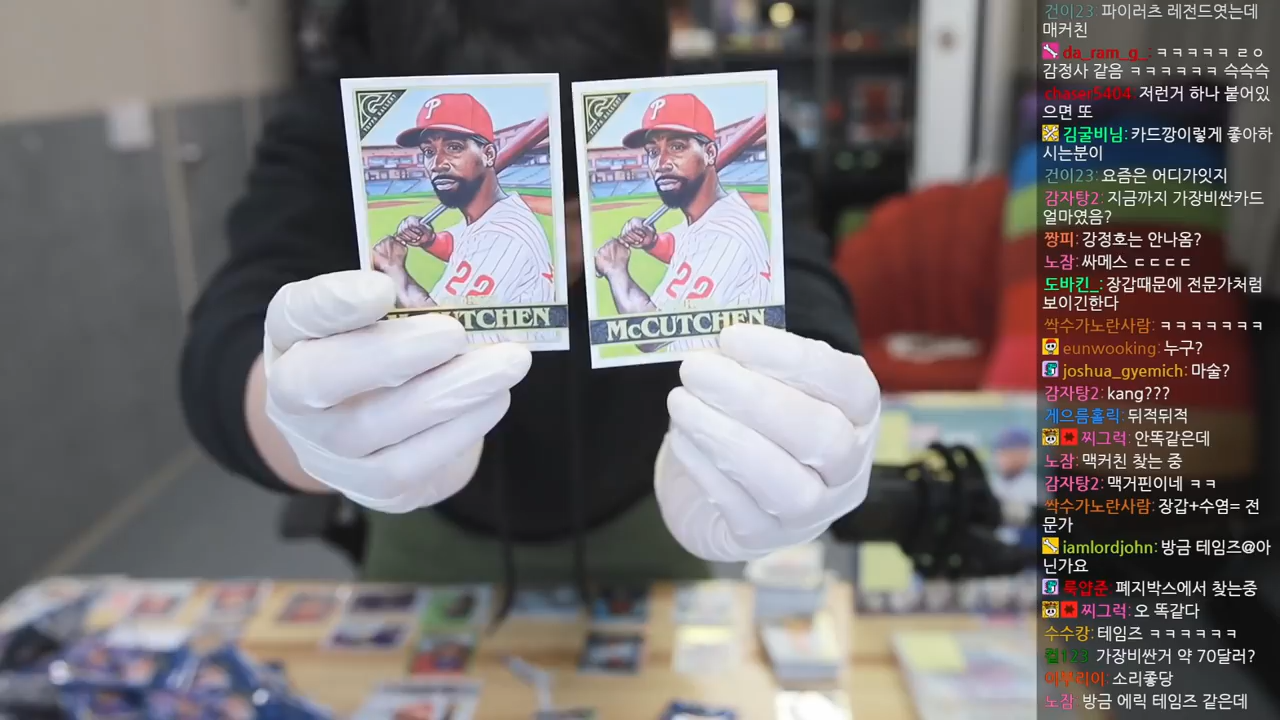 P
TOPPS GALLERY
22
McCUTCHEN
P
TOPPS GALLERY
22
McCUTCHEN
건이23: 파이러츠 레전드엿는데
매커친
da_ram_g_: ㅋㅋㅋㅋㅋ ㄹㅇ
감정사 같음 ㅋㅋㅋㅋㅋㅋ 슥슥슥
chaser5404: 저런거 하나 붙어있
으면 또
김굴비님: 카드깡이렇게 좋아하
시는분이
건이23: 요즘은 어디가잇지
감자탕2: 지금까지 가장비싼카드
얼마였음?
짱피: 강정호는 안나옴?
노잠: 싸메스 ㄷㄷㄷㄷ
도바킨_: 장갑때문에 전문가처럼
보이긴한다
싹수가노란사람: ㅋㅋㅋㅋㅋㅋㅋ
eunwooking: 누구?
joshua_gyemich: 마술?
감자탕2: kang???
게으름홀릭: 뒤적뒤적
찌그럭: 안똑같은데
노잠: 맥커친 찾는 중
감자탕2: 맥거핀이네 ㅋㅋ
싹수가노란사람: 장갑+수염= 전
문가
iamlordjohn: 방금 테임즈@아
닌가요
룩얍준: 폐지박스에서 찾는중
찌그럭: 오 똑같다
수수캉: 테임즈 ㅋㅋㅋㅋㅋㅋ
123: 가장비싼거 약 70달러?
소리좋당
노잠: 방금 에릭 테임즈 같은데